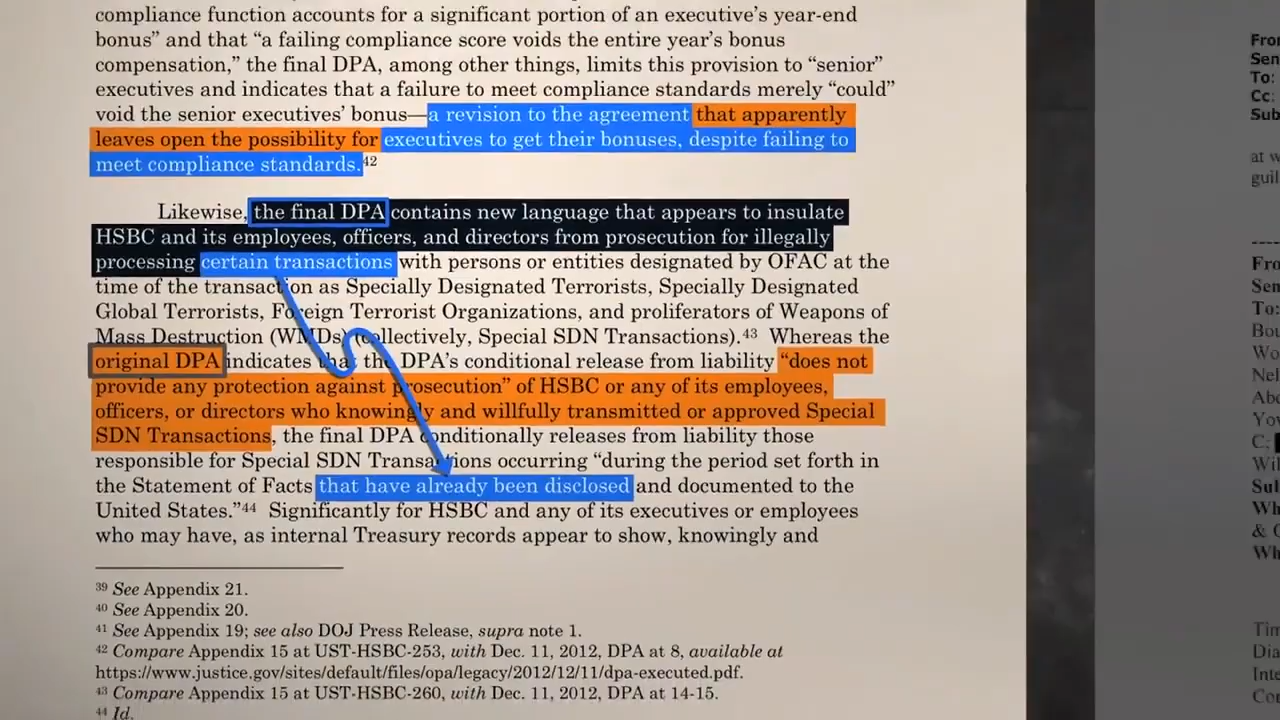 compliance function accounts for a significant portion of an executive's year-end
bonus” and that “a failing compliance score voids the entire year's bonus
compensation,” the final DPA, among other things, limits this provision to “senior”
executives and indicates that a failure to meet compliance standards merely “could”
void the senior executives' bonus—a revision to the agreement that apparently
leaves open the possibility for executives to get their bonuses, despite failing to
meet compliance standards.42
Likewise, the final DPA contains new language that appears to insulate
HSBC and its employees, officers, and directors from prosecution for illegally
processing certain transactions with persons or entities designated by OFAC at the
time of the transaction as Specially Designated Terrorists, Specially Designated
Global Terrorists, Foreign Terrorist Organizations, and proliferators of Weapons of
Mass Destruction (WMDs) (collectively, Special SDN Transactions).43 Whereas the
original DPA indicates that the DPA's conditional release from liability “does not
provide any protection against prosecution” of HSBC or any of its employees,
officers, or directors who knowingly and willfully transmitted or approved Special
SDN Transactions, the final DPA conditionally releases from liability those
responsible for Special SDN Transactions occurring “during the period set forth in
the Statement of Facts that have already been disclosed and documented to the
United States.”44 Significantly for HSBC and any of its executives or employees
who may have, as internal Treasury records appear to show, knowingly and
39 See Appendix 21.
40 See Appendix 20.
41 See Appendix 19; see also DOJ Press Release, supra note 1.
42 Compare Appendix 15 at UST-HSBC-253, with Dec. 11, 2012, DPA at 8, available at
https://www.justice.gov/sites/default/files/opa/legacy/2012/12/11/dpa-executed.pdf.
43 Compare Appendix 15 at UST-HSBC-260, with Dec. 11, 2012, DPA at 14-15.
44 Id.
To:
Cc:
at w
To:
C;
& C